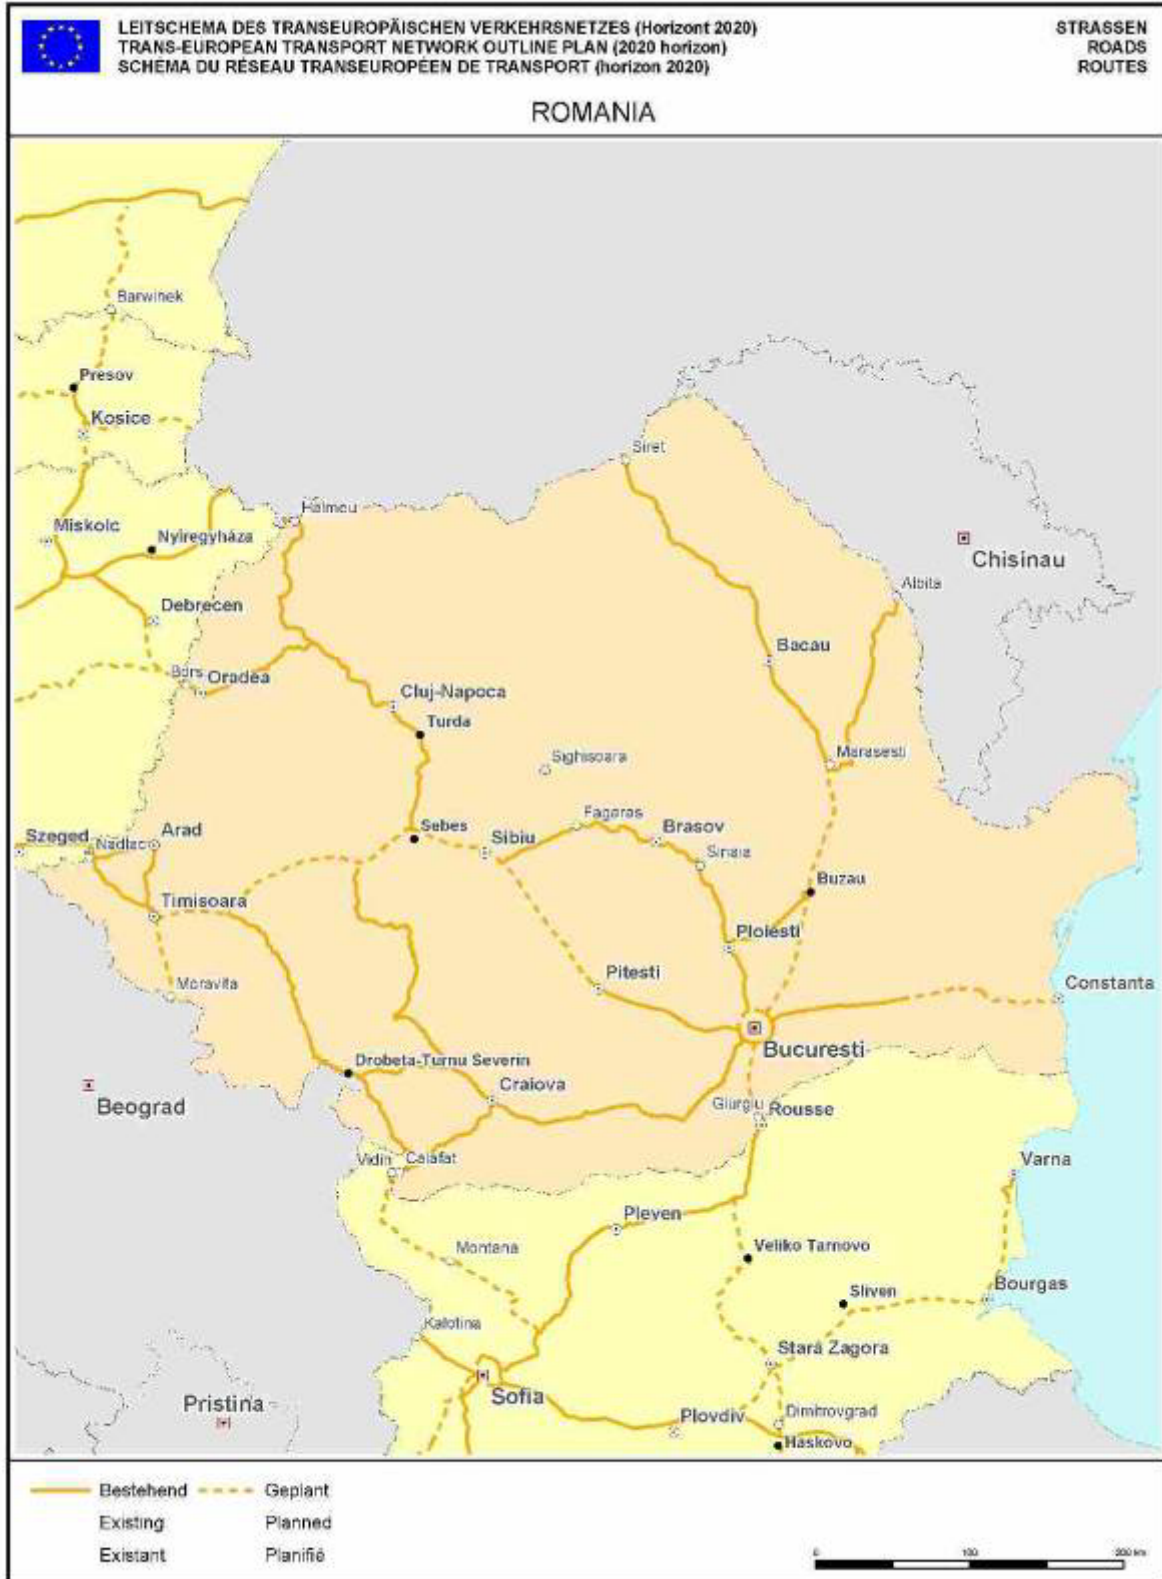 LEITSCHEMA DES TRANSEUROPÄISCHEN VERKEHRSNETZES (Horizont 2020)
TRANS-EUROPEAN TRANSPORT NETWORK OUTLINE PLAN (2020 horizon)
SCHÉMA DU RÉSEAU TRANSEUROPÉEN DE TRANSPORT (horizon 2020)
STRASSEN
ROADS
ROUTES
ROMANIA
Barwinek
Presov
Kosice
Siret
Halmeu
Miskolc
Nyíregyháza
Chisinau
Albita
Debrecen
Bors
Oradea
Bacau
Cluj-Napoca
Turda
Sighisoara
Marasesti
Szeged
Nadlac
Arad
Sebes
Sibiu
Fagaras
Brasov
Sinaia
Buzau
Timisoara
Ploiesti
Pitesti
Moravita
Constanta
Bucuresti
Drobeta-Turnu Severin
Craiova
Beograd
Giurgiu
Rousse
Vidin
Calafat
Varna
Pleven
Montana
Veliko Tarnovo
Sliven
Bourgas
Kalotina
Stara Zagora
Sofia
Pristina
Plovdiv
Dimitrovgrad
Haskovo
Bestehend
Geplant
Existing
Planned
Existant
Planifié
0
100
200 km